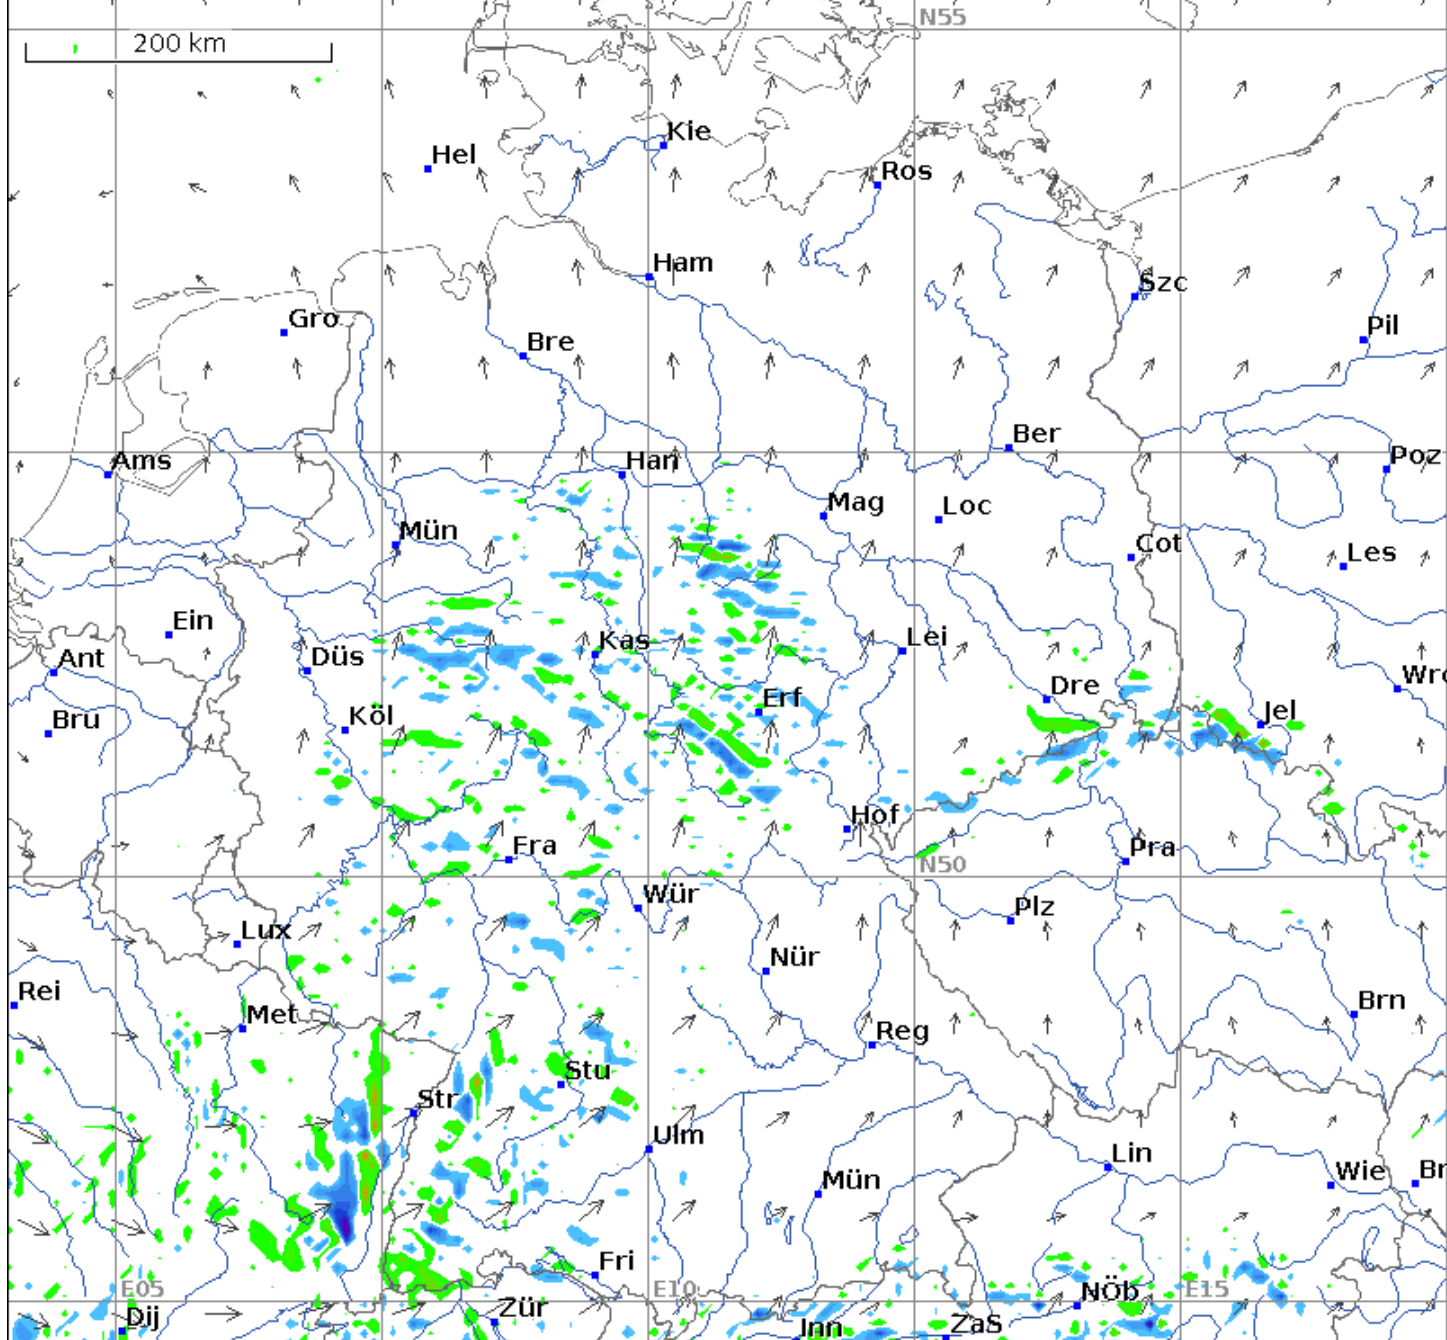 N55
200 km
Kie
Hel
Ros
Ham
Szc
Gro
Pil
Bre
Ber
Ams
Han
Poz
Mag
Loc
Mün
Cot
Les
Ein
Kas
Lei
Ant
Düs
Dre
Erf
Wro
Bru
Köl
Jel
Hof
Fra
Pra
N50
Wür
Plz
Lux
Nür
Rei
Met
Brn
Reg
Stu
Str
Ulm
Lin
Mün
Wie
Br
Fri
E05
E10
NÖb
E15
Dij
Zür
Inn
ZaS